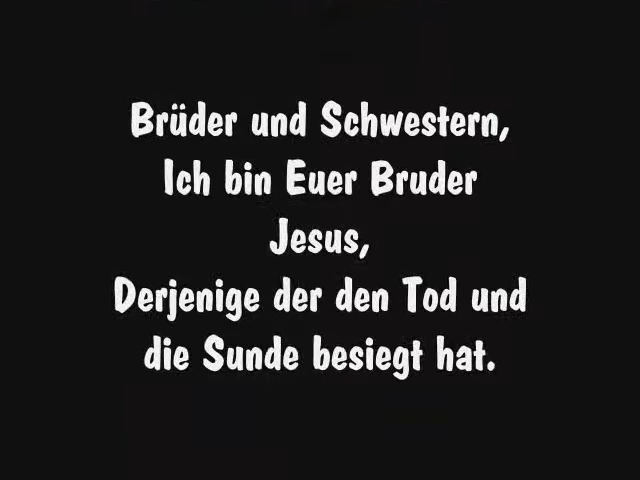 Brüder und Schwestern,
Ich bin Euer Bruder
Jesus,
Derjenige der den Tod und
die Sunde besiegt hat.